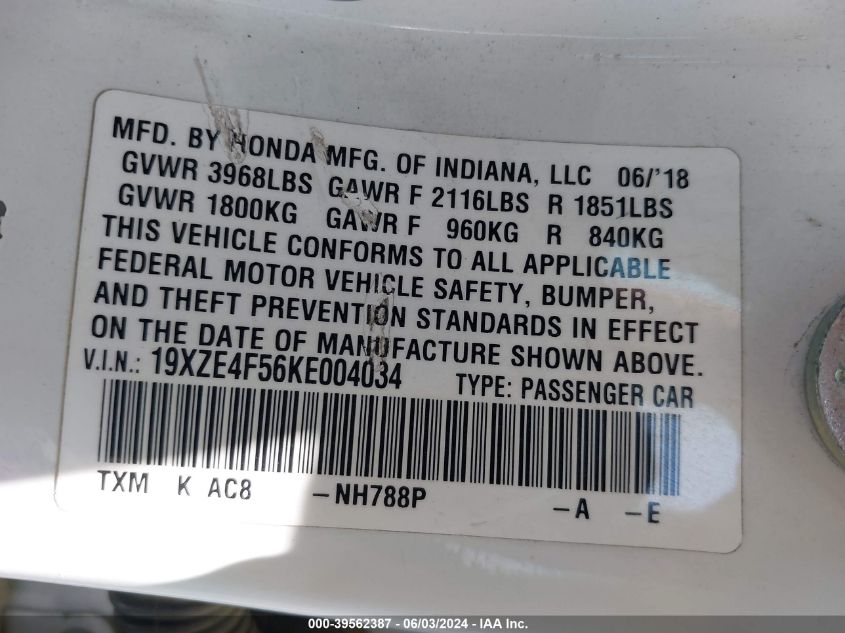 MFD. BY HONDA MFG. OF INDIANA, LLC 06/'18
GVWR 3968LBS GAWR F 2116LBS R 1851LBS
GVWR 1800KG GAWR F 960KG R 840KG
THIS VEHICLE CONFORMS TO ALL APPLICABLE
FEDERAL MOTOR VEHICLE SAFETY, BUMPER,
AND THEFT PREVENTION STANDARDS IN EFFECT
ON THE DATE OF MANUFACTURE SHOWN ABOVE.
V.I.N.: 19XZE4F56KE004034 TYPE: PASSENGER CAR
TXM K AC8 -NH788P -A -E
000-39562387 - 06/03/2024 - IAA Inc.